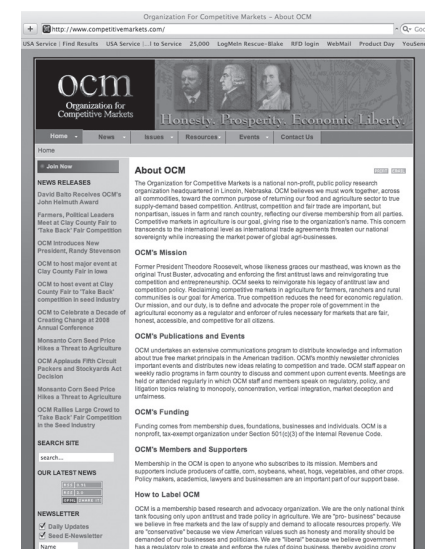 Organization For Competitive Markets – About OCM
http://www.competitivemarkets.com/
USA Service | Find Results USA Service (...) to Service 25,000 LogMeIn Rescue-Blake RFD login WebMail Product Day YouSen
ocm
Organization for
Competitive Markets
Honesty, Prosperity, Economic Liberty.
Home News Issues Resources Events Contact Us
Home
Join Now
NEWS RELEASES
David Balto Receives OCM's
John Helmuth Award
Farmers, Political Leaders
Meet at Clay County Fair to
'Take Back' Fair Competition
OCM Introduces New
President, Randy Stevenson
OCM to host major event at
Clay County Fair in Iowa
OCM to host event at Clay
County Fair to 'Take Back'
competition in seed industry
OCM to Celebrate a Decade of
Creating Change at 2008
Annual Conference
Monsanto Corn Seed Price
Hikes a Threat to Agriculture
OCM Applauds Fifth Circuit
Packers and Stockyards Act
Decision
Monsanto Corn Seed Price
Hikes a Threat to Agriculture
OCM Rallies Large Crowd to
'Take Back' Fair Competition
in the Seed Industry
SEARCH SITE
search...
OUR LATEST NEWS
NEWSLETTER
Daily Updates
Seed E-Newsletter
Name
About OCM
The Organization for Competitive Markets is a national non-profit, public policy research
organization headquartered in Lincoln, Nebraska. OCM believes we must work together, across
all commodities, toward the common purpose of returning our food and agriculture sector to true
supply-demand based competition. Antitrust, competition and fair trade are important, but
nonpartisan, issues in farm and ranch country, reflecting our diverse membership from all parties.
Competitive markets in agriculture is our goal, giving rise to the organization's name. This concern
transcends to the international level as international trade agreements threaten our national
sovereignty while increasing the market power of global agri-businesses.
OCM's Mission
Former President Theodore Roosevelt, whose likeness graces our masthead, was known as the
original Trust Buster, advocating and enforcing the first antitrust laws and reinvigorating true
competition and entrepreneurship. OCM seeks to reinvigorate his legacy of antitrust law and
competition policy. Reclaiming competitive markets in agriculture for farmers, ranchers and rural
communities is our goal for America. True competition reduces the need for economic regulation.
Our mission, and our duty, is to define and advocate the proper role of government in the
agricultural economy as a regulator and enforcer of rules necessary for markets that are fair,
honest, accessible, and competitive for all citizens.
OCM's Publications and Events
OCM undertakes an extensive communications program to distribute knowledge and information
about true free market principals in the American tradition. OCM's monthly newsletter chronicles
important events and distributes new ideas relating to competition and trade. OCM staff appear on
weekly radio programs in farm country to discuss and comment upon current events. Meetings are
held or attended regularly in which OCM staff and members speak on regulatory, policy, and
litigation topics relating to monopoly, concentration, vertical integration, market deception and
unfairness.
OCM's Funding
Funding comes from membership dues, foundations, businesses and individuals. OCM is a
nonprofit, tax-exempt organization under Section 501(c)(3) of the Internal Revenue Code.
OCM's Members and Supporters
Membership in the OCM is open to anyone who subscribes to its mission. Members and
supporters include producers of cattle, corn, soybeans, wheat, hogs, vegetables, and other crops.
Policy makers, academics, lawyers and businessmen are an important part of our support base.
How to Label OCM
OCM is a membership based research and advocacy organization. We are the only national think
tank focusing only upon antitrust and trade policy in agriculture. We are "pro- business" because
we believe in free markets and the law of supply and demand to allocate resources properly. We
are "conservative" because we view American values such as honesty and morality should be
demanded of our businesses and politicians. We are "liberal" because we believe government
has a regulatory role to create and enforce the rules of doing business, thereby avoiding crony